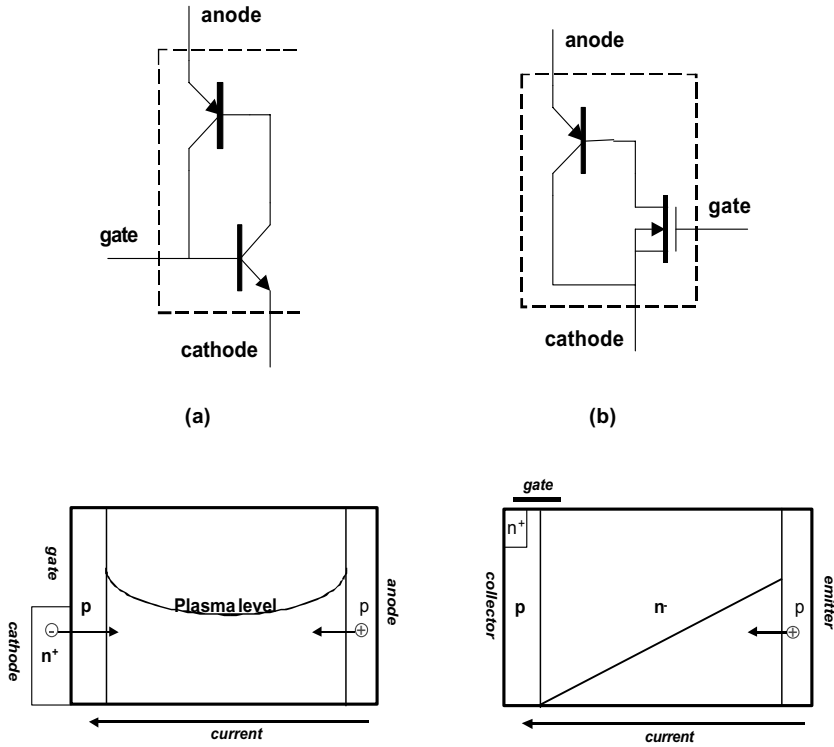 anode
gate
cathode
(a)
anode
gate
cathode
(b)
gate
cathode
p
n+
-
Plasma level
p
+
anode
current
gate
collector
n+
p
n-
p
+
emitter
current